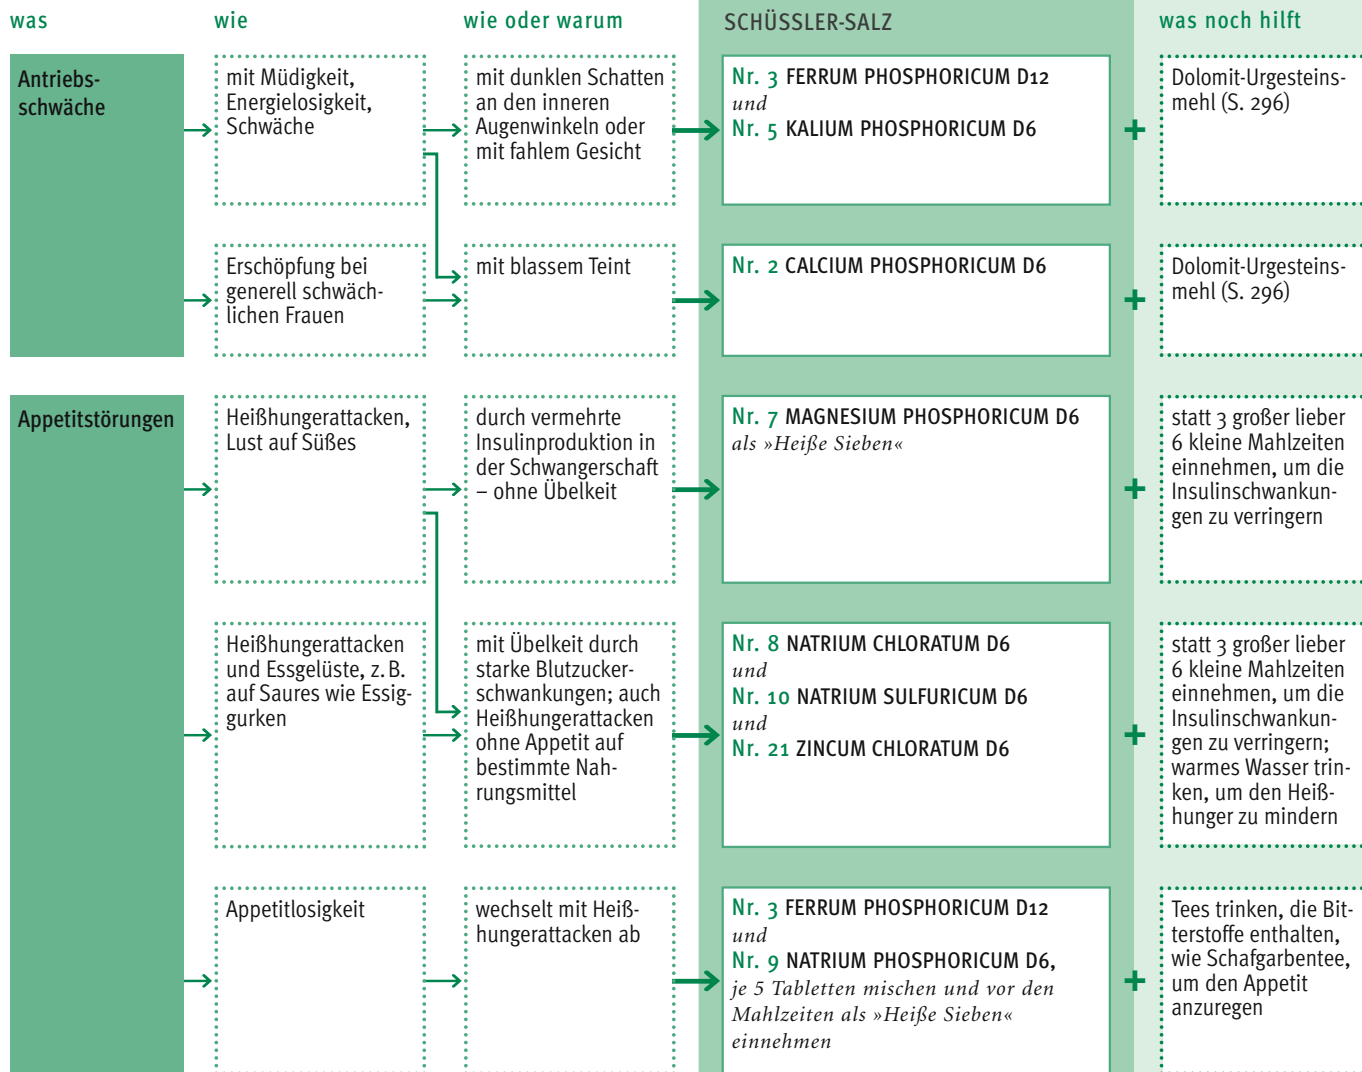 was
wie
wie oder warum
SCHÜSSLER-SALZ
was noch hilft
Antriebs-
schwäche
mit Müdigkeit,
Energielosigkeit,
Schwäche
mit dunklen Schatten
an den inneren
Augenwinkeln oder
mit fahlem Gesicht
Nr. 3 FERRUM PHOSPHORICUM D12
und
Nr. 5 KALIUM PHOSPHORICUM D6
+
Dolomit-Urgesteins-
mehl (S. 296)
Erschöpfung bei
generell schwäch-
lichen Frauen
mit blassem Teint
Nr. 2 CALCIUM PHOSPHORICUM D6
+
Dolomit-Urgesteins-
mehl (S. 296)
Appetitstörungen
Heißhungerattacken,
Lust auf Süßes
durch vermehrte
Insulinproduktion in
der Schwangerschaft
– ohne Übelkeit
Nr. 7 MAGNESIUM PHOSPHORICUM D6
als »Heiße Sieben«
+
statt 3 großer lieber
6 kleine Mahlzeiten
einnehmen, um die
Insulinschwankun-
gen zu verringern
Heißhungerattacken
und Essgelüste, z. B.
auf Saures wie Essig-
gurken
mit Übelkeit durch
starke Blutzucker-
schwankungen; auch
Heißhungerattacken
ohne Appetit auf
bestimmte Nah-
rungsmittel
Nr. 8 NATRIUM CHLORATUM D6
und
Nr. 10 NATRIUM SULFURICUM D6
und
Nr. 21 ZINCUM CHLORATUM D6
+
statt 3 großer lieber
6 kleine Mahlzeiten
einnehmen, um die
Insulinschwankun-
gen zu verringern;
warmes Wasser trin-
ken, um den Heiß-
hunger zu mindern
Appetitlosigkeit
wechselt mit Heiß-
hungerattacken ab
Nr. 3 FERRUM PHOSPHORICUM D12
und
Nr. 9 NATRIUM PHOSPHORICUM D6,
je 5 Tabletten mischen und vor den
Mahlzeiten als »Heiße Sieben«
einnehmen
+
Tees trinken, die Bit-
terstoffe enthalten,
wie Schafgarbentee,
um den Appetit
anzuregen